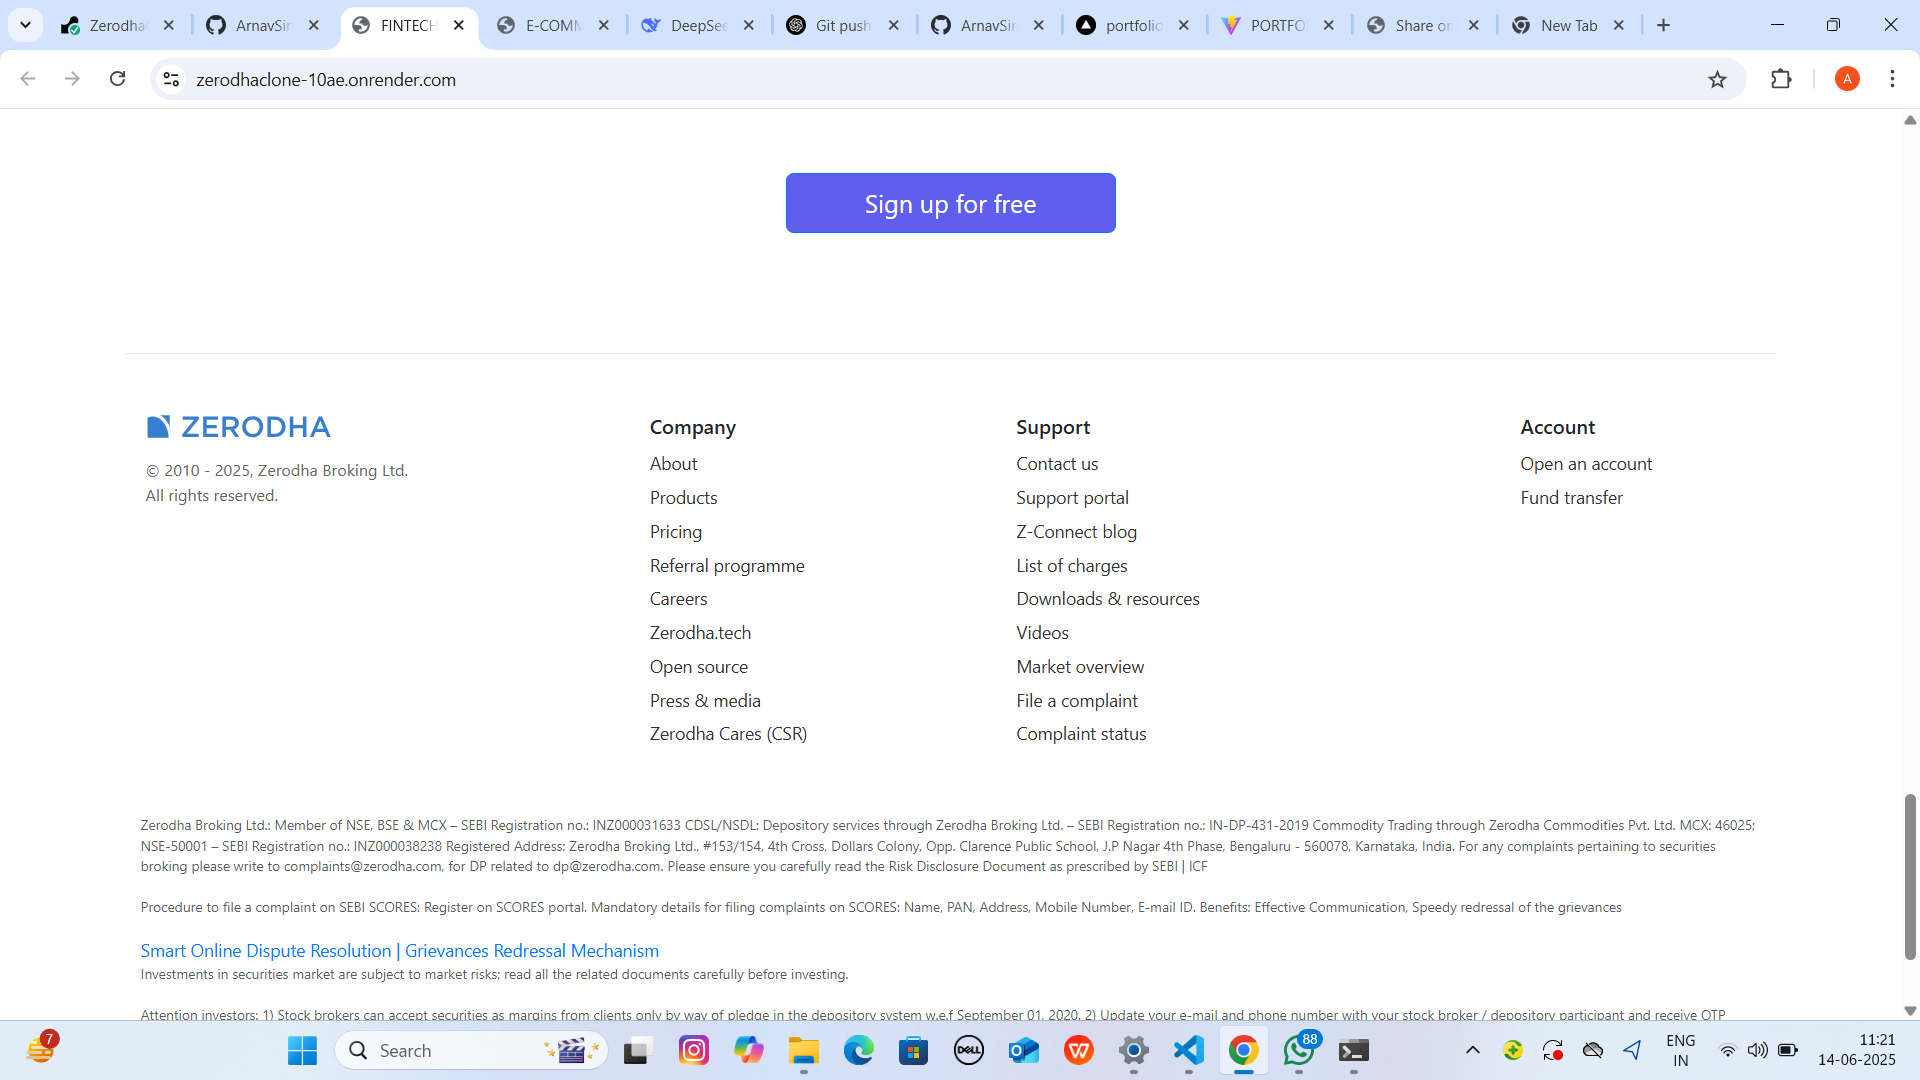 Zerodha
ArnavSin
FINTECH
E-COMM
DeepSee
Git push
ArnavSin
portfolio
PORTFO
Share on
New Tab
zerodhaclone-10ae.onrender.com
A
Sign up for free
ZERODHA
© 2010 - 2025, Zerodha Broking Ltd.
All rights reserved.
Company
About
Products
Pricing
Referral programme
Careers
Zerodha.tech
Open source
Press & media
Zerodha Cares (CSR)
Support
Contact us
Support portal
Z-Connect blog
List of charges
Downloads & resources
Videos
Market overview
File a complaint
Complaint status
Account
Open an account
Fund transfer
Zerodha Broking Ltd.: Member of NSE, BSE & MCX – SEBI Registration no.: INZ000031633 CDSL/NSDL: Depository services through Zerodha Broking Ltd. – SEBI Registration no.: IN-DP-431-2019 Commodity Trading through Zerodha Commodities Pvt. Ltd. MCX: 46025;
NSE-50001 – SEBI Registration no.: INZ000038238 Registered Address: Zerodha Broking Ltd., #153/154, 4th Cross, Dollars Colony, Opp. Clarence Public School, J.P Nagar 4th Phase, Bengaluru - 560078, Karnataka, India. For any complaints pertaining to securities
broking please write to complaints@zerodha.com, for DP related to dp@zerodha.com. Please ensure you carefully read the Risk Disclosure Document as prescribed by SEBI | ICF
Procedure to file a complaint on SEBI SCORES: Register on SCORES portal. Mandatory details for filing complaints on SCORES: Name, PAN, Address, Mobile Number, E-mail ID. Benefits: Effective Communication, Speedy redressal of the grievances
Smart Online Dispute Resolution | Grievances Redressal Mechanism
Investments in securities market are subject to market risks; read all the related documents carefully before investing.
Attention investors: 1) Stock brokers can accept securities as margins from clients only by way of pledge in the depository system w.e.f September 01, 2020. 2) Update your e-mail and phone number with your stock broker / depository participant and receive OTP
7
Search
DELL
W
88
ENG
IN
11:21
14-06-2025